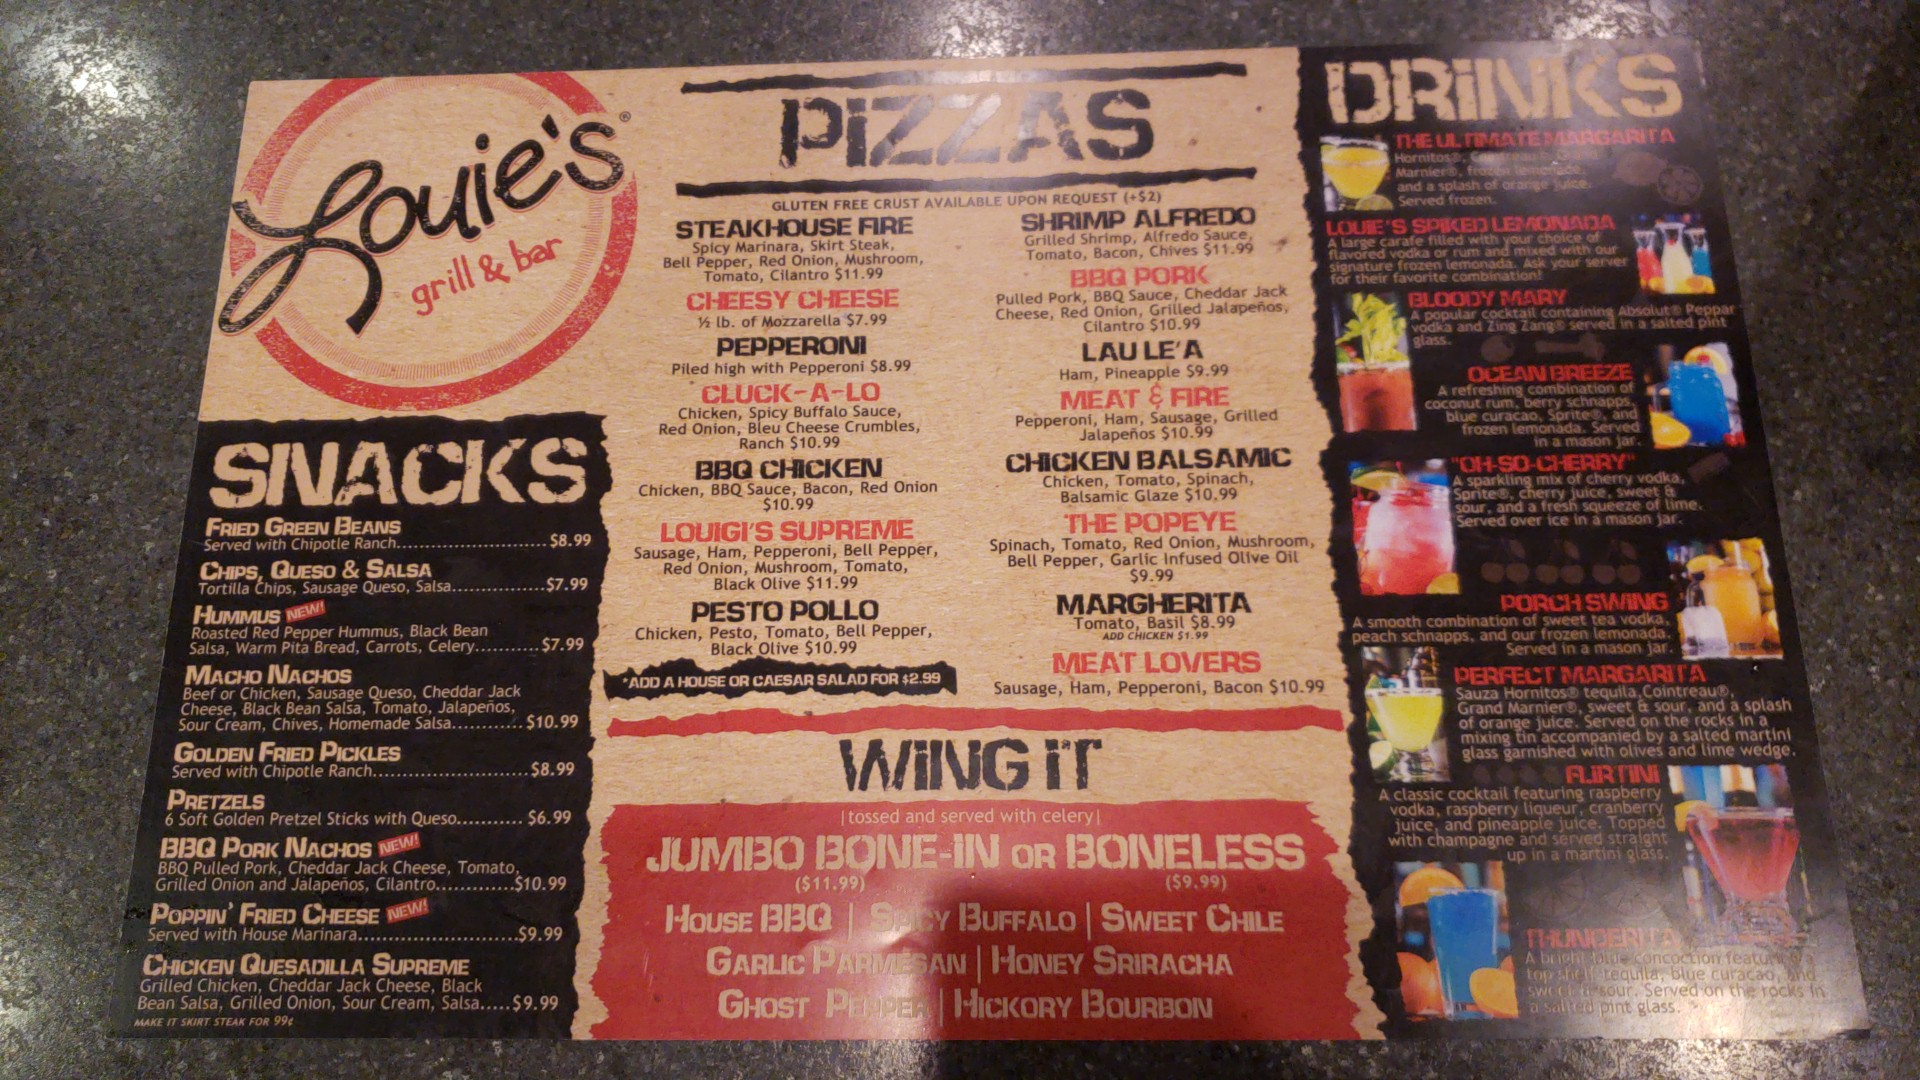 Louie's®
grill & bar
SNACKS
FRIED GREEN BEANS
Served with Chipotle Ranch..............................$8.99
CHIPS, QUESO & SALSA
Tortilla Chips, Sausage Queso, Salsa..................$7.99
HUMMUS NEW!
Roasted Red Pepper Hummus, Black Bean
Salsa, Warm Pita Bread, Carrots, Celery............$7.99
MACHO NACHOS
Beef or Chicken, Sausage Queso, Cheddar Jack
Cheese, Black Bean Salsa, Tomato, Jalapeños,
Sour Cream, Chives, Homemade Salsa............$10.99
GOLDEN FRIED PICKLES
Served with Chipotle Ranch..............................$8.99
PRETZELS
6 Soft Golden Pretzel Sticks with Queso............$6.99
BBQ PORK NACHOS NEW!
BBQ Pulled Pork, Cheddar Jack Cheese, Tomato,
Grilled Onion and Jalapeños, Cilantro.............$10.99
POPPIN' FRIED CHEESE NEW!
Served with House Marinara..............................$9.99
CHICKEN QUESADILLA SUPREME
Grilled Chicken, Cheddar Jack Cheese, Black
Bean Salsa, Grilled Onion, Sour Cream, Salsa.....$9.99
MAKE IT SKIRT STEAK FOR 99¢
PIZZAS
GLUTEN FREE CRUST AVAILABLE UPON REQUEST (+$2)
STEAKHOUSE FIRE
Spicy Marinara, Skirt Steak,
Bell Pepper, Red Onion, Mushroom,
Tomato, Cilantro $11.99
CHEESY CHEESE
½ lb. of Mozzarella $7.99
PEPPERONI
Piled high with Pepperoni $8.99
CLUCK-A-LO
Chicken, Spicy Buffalo Sauce,
Red Onion, Bleu Cheese Crumbles,
Ranch $10.99
BBQ CHICKEN
Chicken, BBQ Sauce, Bacon, Red Onion
$10.99
LOUIGI'S SUPREME
Sausage, Ham, Pepperoni, Bell Pepper,
Red Onion, Mushroom, Tomato,
Black Olive $11.99
PESTO POLLO
Chicken, Pesto, Tomato, Bell Pepper,
Black Olive $10.99
*ADD A HOUSE OR CAESAR SALAD FOR $2.99
SHRIMP ALFREDO
Grilled Shrimp, Alfredo Sauce,
Tomato, Bacon, Chives $11.99
BBQ PORK
Pulled Pork, BBQ Sauce, Cheddar Jack
Cheese, Red Onion, Grilled Jalapeños,
Cilantro $10.99
LAU LE'A
Ham, Pineapple $9.99
MEAT & FIRE
Pepperoni, Ham, Sausage, Grilled
Jalapeños $10.99
CHICKEN BALSAMIC
Chicken, Tomato, Spinach,
Balsamic Glaze $10.99
THE POPEYE
Spinach, Tomato, Red Onion, Mushroom,
Bell Pepper, Garlic Infused Olive Oil
$9.99
MARGHERITA
Tomato, Basil $8.99
ADD CHICKEN $1.99
MEAT LOVERS
Sausage, Ham, Pepperoni, Bacon $10.99
WING IT
|tossed and served with celery|
JUMBO BONE-IN OR BONELESS
($11.99) ($9.99)
HOUSE BBQ | SPICY BUFFALO | SWEET CHILE
GARLIC PARMESAN | HONEY SRIRACHA
GHOST PEPPER | HICKORY BOURBON
DRINKS
THE ULTIMATE MARGARITA
Hornitos®, Cointreau®, Grand
Marnier®, frozen lemonade,
and a splash of orange juice.
Served frozen.
LOUIE'S SPIKED LEMONADA
A large carafe filled with your choice of
flavored vodka or rum and mixed with our
signature frozen lemonada. Ask your server
for their favorite combination!
BLOODY MARY
A popular cocktail containing Absolut® Peppar
vodka and Zing Zang® served in a salted pint
glass.
OCEAN BREEZE
A refreshing combination of
coconut rum, berry schnapps,
blue curacao, Sprite®, and
frozen lemonada. Served
in a mason jar.
"OH-SO-CHERRY"
A sparkling mix of cherry vodka,
Sprite®, cherry juice, sweet &
sour, and a fresh squeeze of lime.
Served over ice in a mason jar.
PORCH SWING
A smooth combination of sweet tea vodka,
peach schnapps, and our frozen lemonada.
Served in a mason jar.
PERFECT MARGARITA
Sauza Hornitos® tequila, Cointreau®,
Grand Marnier®, sweet & sour, and a splash
of orange juice. Served on the rocks in a
mixing tin accompanied by a salted martini
glass garnished with olives and lime wedge.
FLIRTINI
A classic cocktail featuring raspberry
vodka, raspberry liqueur, cranberry
juice, and pineapple juice. Topped
with champagne and served straight
up in a martini glass.
THUNDERITA
A bright blue concoction featuring a
top shelf tequila, blue curacao, and
sweet & sour. Served on the rocks in
a salted pint glass.